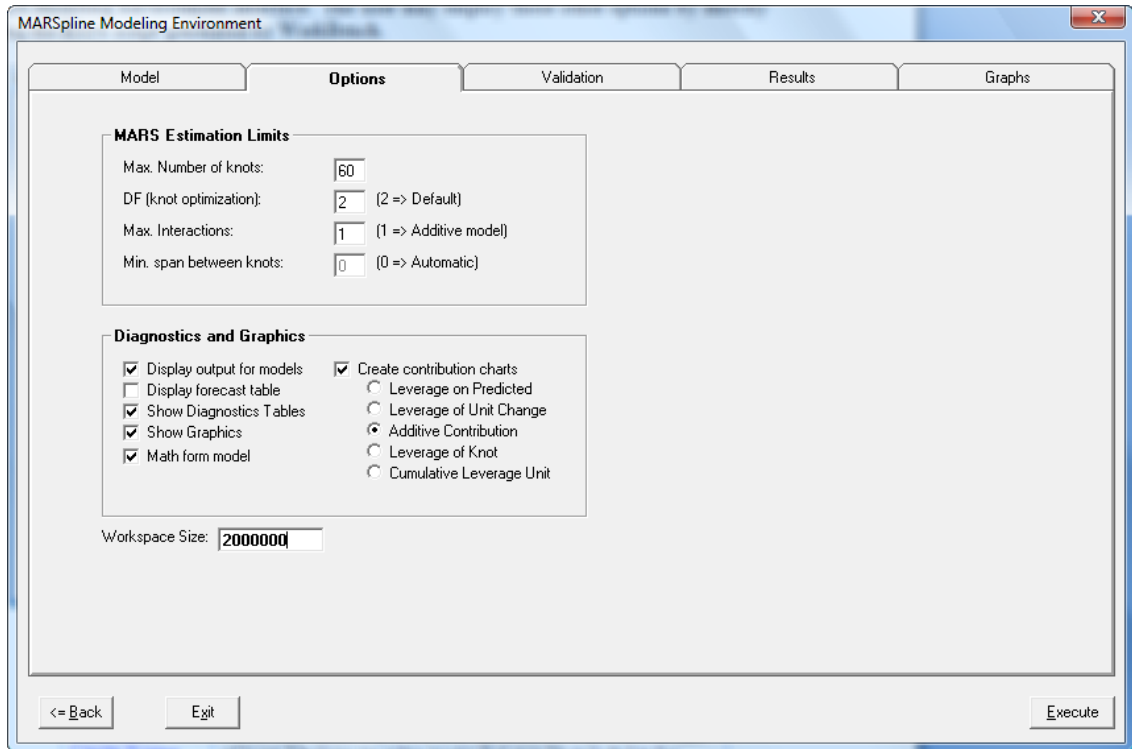 MARSpline Modeling Environment
Model Options Validation Results Graphs
MARS Estimation Limits
Max. Number of knots: 60
DF (knot optimization): 2 (2 => Default)
Max. Interactions: 1 (1 => Additive model)
Min. span between knots: 0 (0 => Automatic)
Diagnostics and Graphics
Display output for models
Display forecast table
Show Diagnostics Tables
Show Graphics
Math form model
Create contribution charts
Leverage on Predicted
Leverage of Unit Change
Additive Contribution
Leverage of Knot
Cumulative Leverage Unit
Workspace Size: 2000000
<= Back Exit Execute